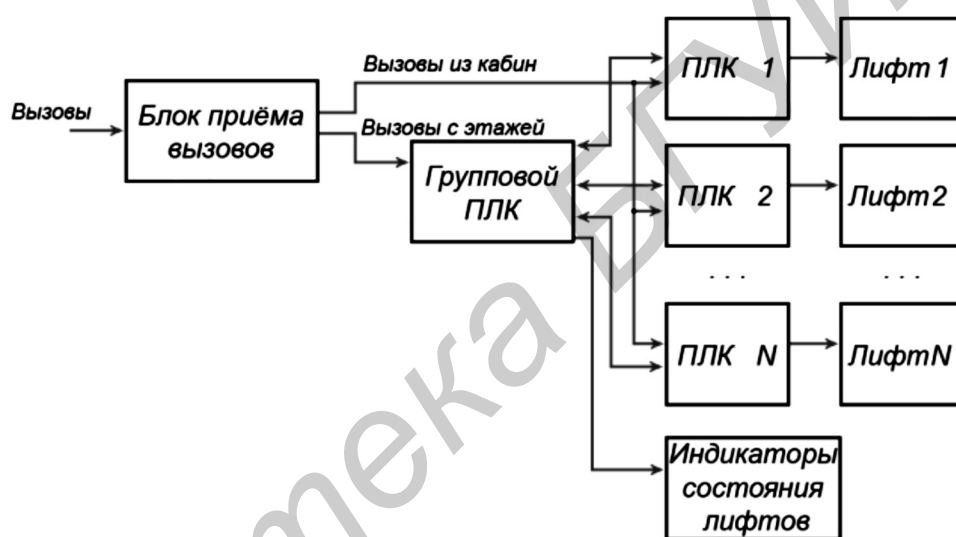 Вызовы
Блок приёма
вызовов
Вызовы из кабин
Вызовы с этажей
Групповой
ПЛК
ПЛК 1
Лифт 1
ПЛК 2
Лифт 2
. . .
. . .
ПЛК N
Лифт N
Индикаторы
состояния
лифтов